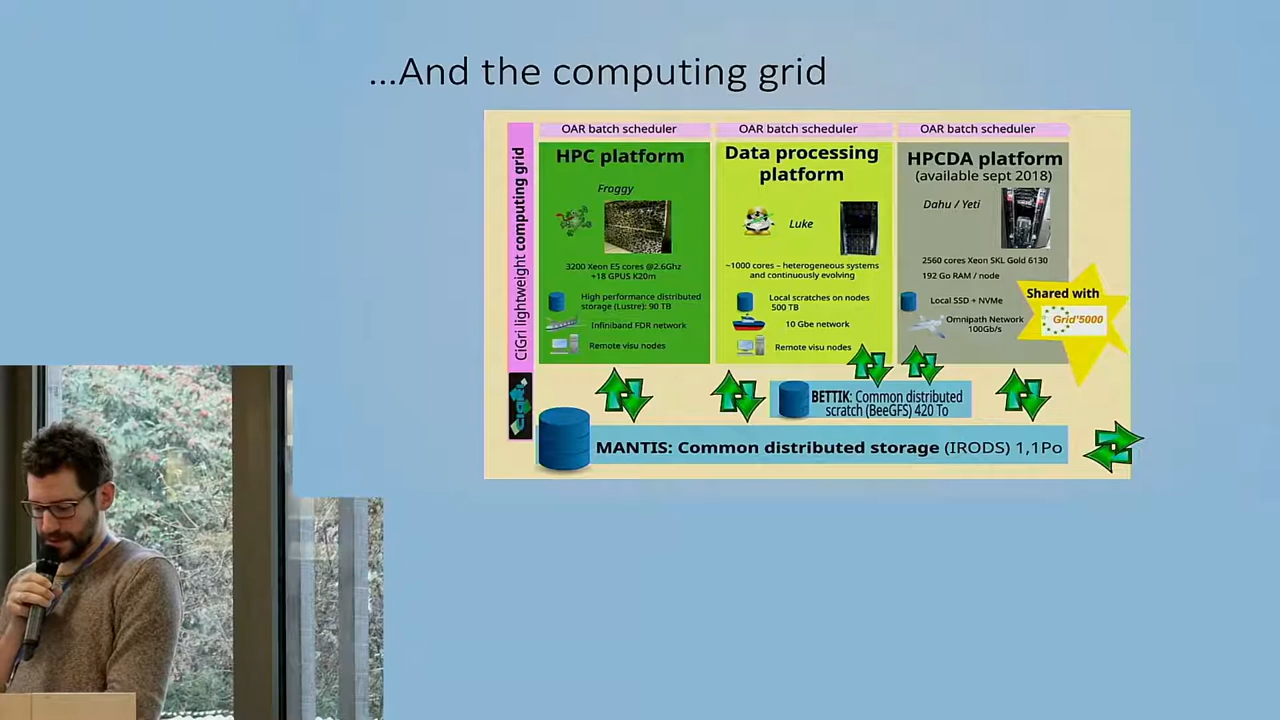 ...And the computing grid
CiGri lightweight computing grid
CiGri
OAR batch scheduler
HPC platform
Froggy
3200 Xeon E5 cores @2.6Ghz
+18 GPUS K20m
High performance distributed
storage (Lustre): 90 TB
Infiniband FDR network
Remote visu nodes
OAR batch scheduler
Data processing
platform
Luke
~1000 cores – heterogeneous systems
and continuously evolving
Local scratches on nodes
500 TB
10 Gbe network
Remote visu nodes
OAR batch scheduler
HPCDA platform
(available sept 2018)
Dahu / Yeti
2560 cores Xeon SKL Gold 6130
192 Go RAM / node
Local SSD + NVMe
Omnipath Network
100Gb/s
Shared with
Grid'5000
BETTIK: Common distributed
scratch (BeeGFS) 420 To
MANTIS: Common distributed storage (IRODS) 1,1Po